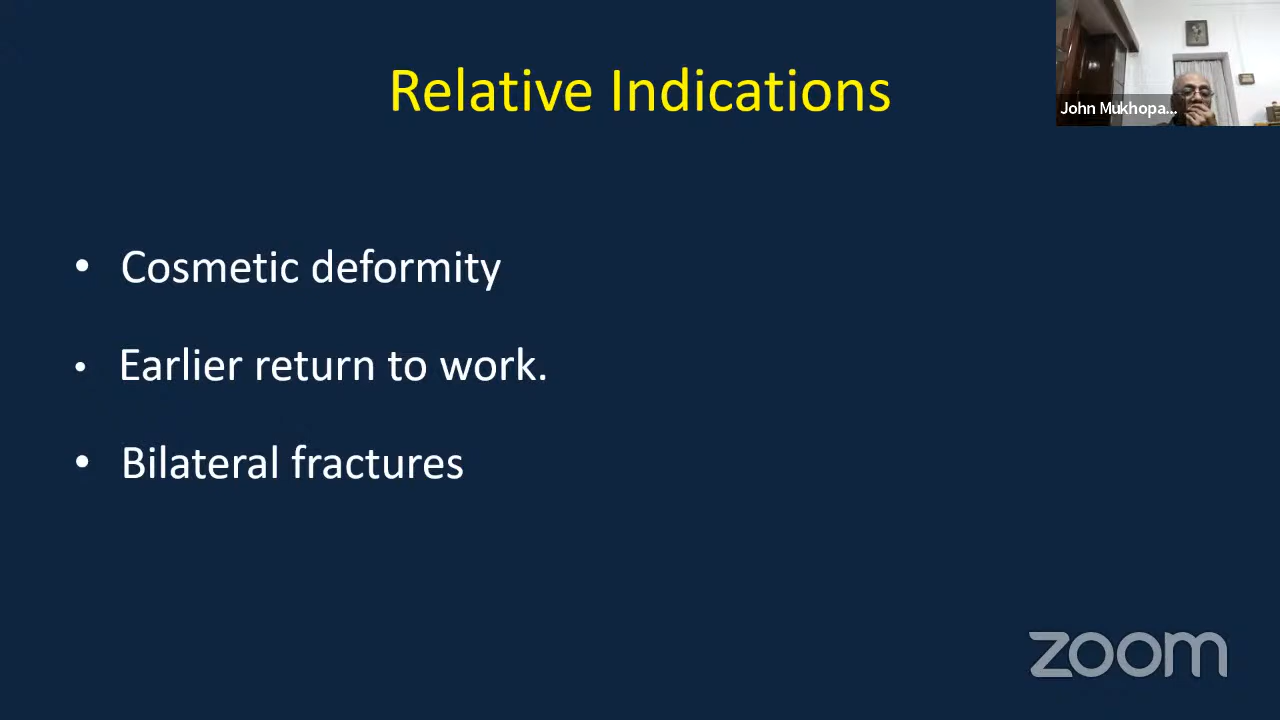 Relative Indications
John Mukhopa...
• Cosmetic deformity
• Earlier return to work.
• Bilateral fractures
zoom